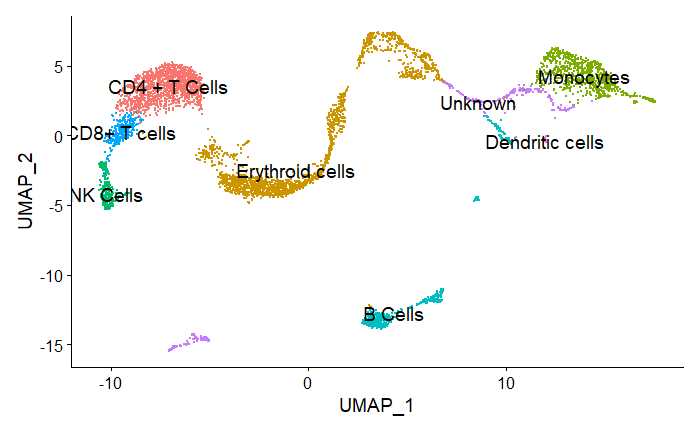 CD4 + T Cells
Monocytes
Unknown
CD8+ T cells
Dendritic cells
Erythroid cells
NK Cells
B Cells
5
0
-5
-10
-15
UMAP_2
-10
0
10
UMAP_1